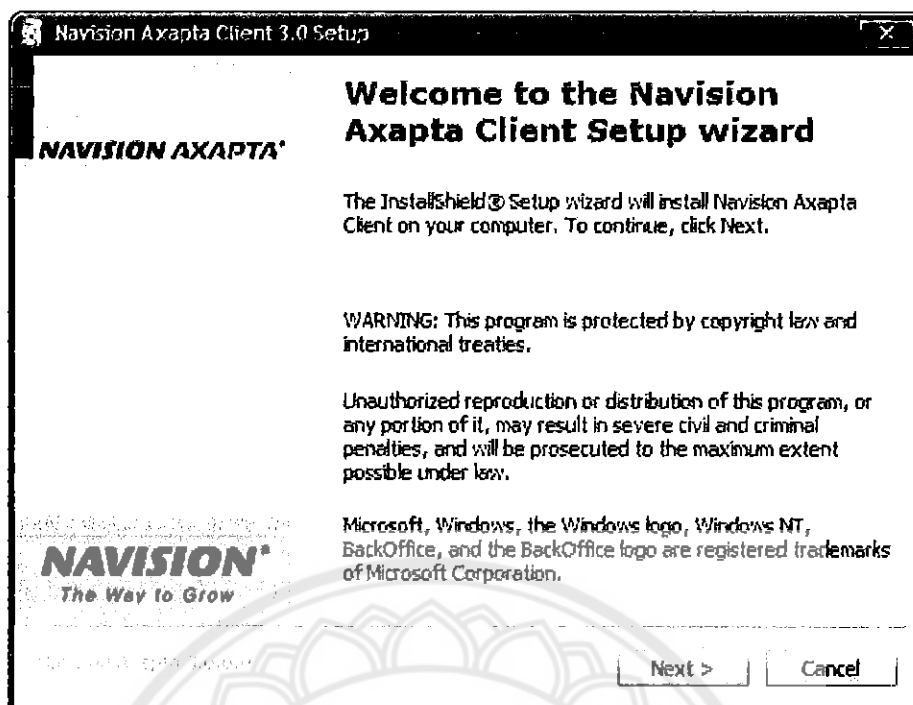 Navision Axapta Client 3.0 Setup
Welcome to the Navision
Axapta Client Setup wizard
NAVISION AXAPTA®
The InstallShield® Setup wizard will install Navision Axapta
Client on your computer. To continue, click Next.
WARNING: This program is protected by copyright law and
international treaties.
Unauthorized reproduction or distribution of this program, or
any portion of it, may result in severe civil and criminal
penalties, and will be prosecuted to the maximum extent
possible under law.
Microsoft, Windows, the Windows logo, Windows NT,
BackOffice, and the BackOffice logo are registered trademarks
of Microsoft Corporation.
NAVISION®
The Way to Grow
Next >
Cancel